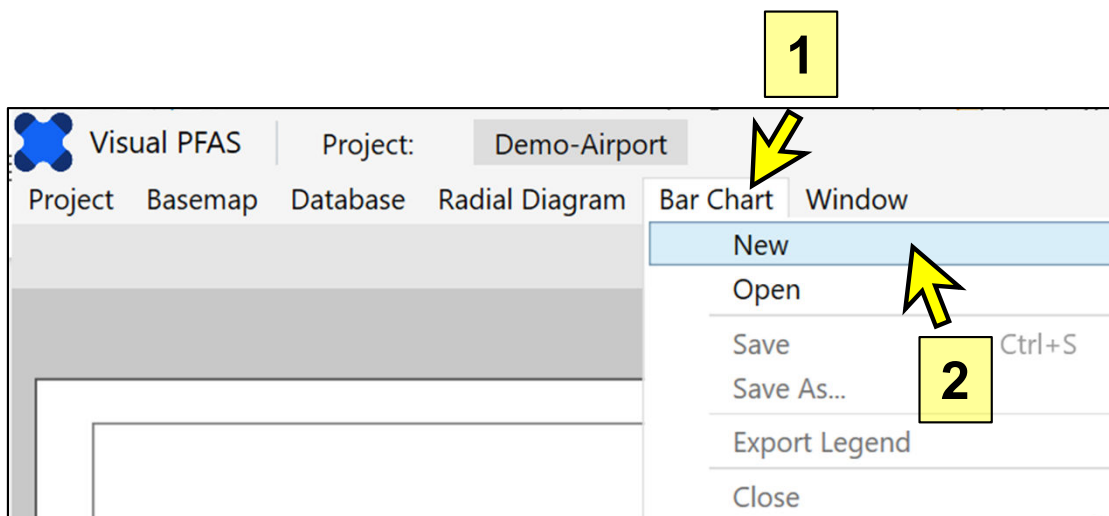 1
Visual PFAS Project: Demo-Airport
Project Basemap Database Radial Diagram Bar Chart Window
New
Open
Save Ctrl+S
2
Save As...
Export Legend
Close